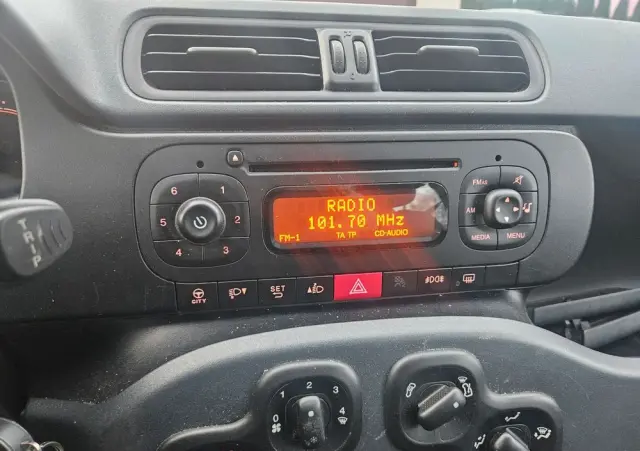 6 1
5 2
4 3
RADIO
101.70 MHz
FM-1 TA TP CD-AUDIO
FM
AM
MEDIA MENU
CITY SET
TRIP
0 1 2 3 4